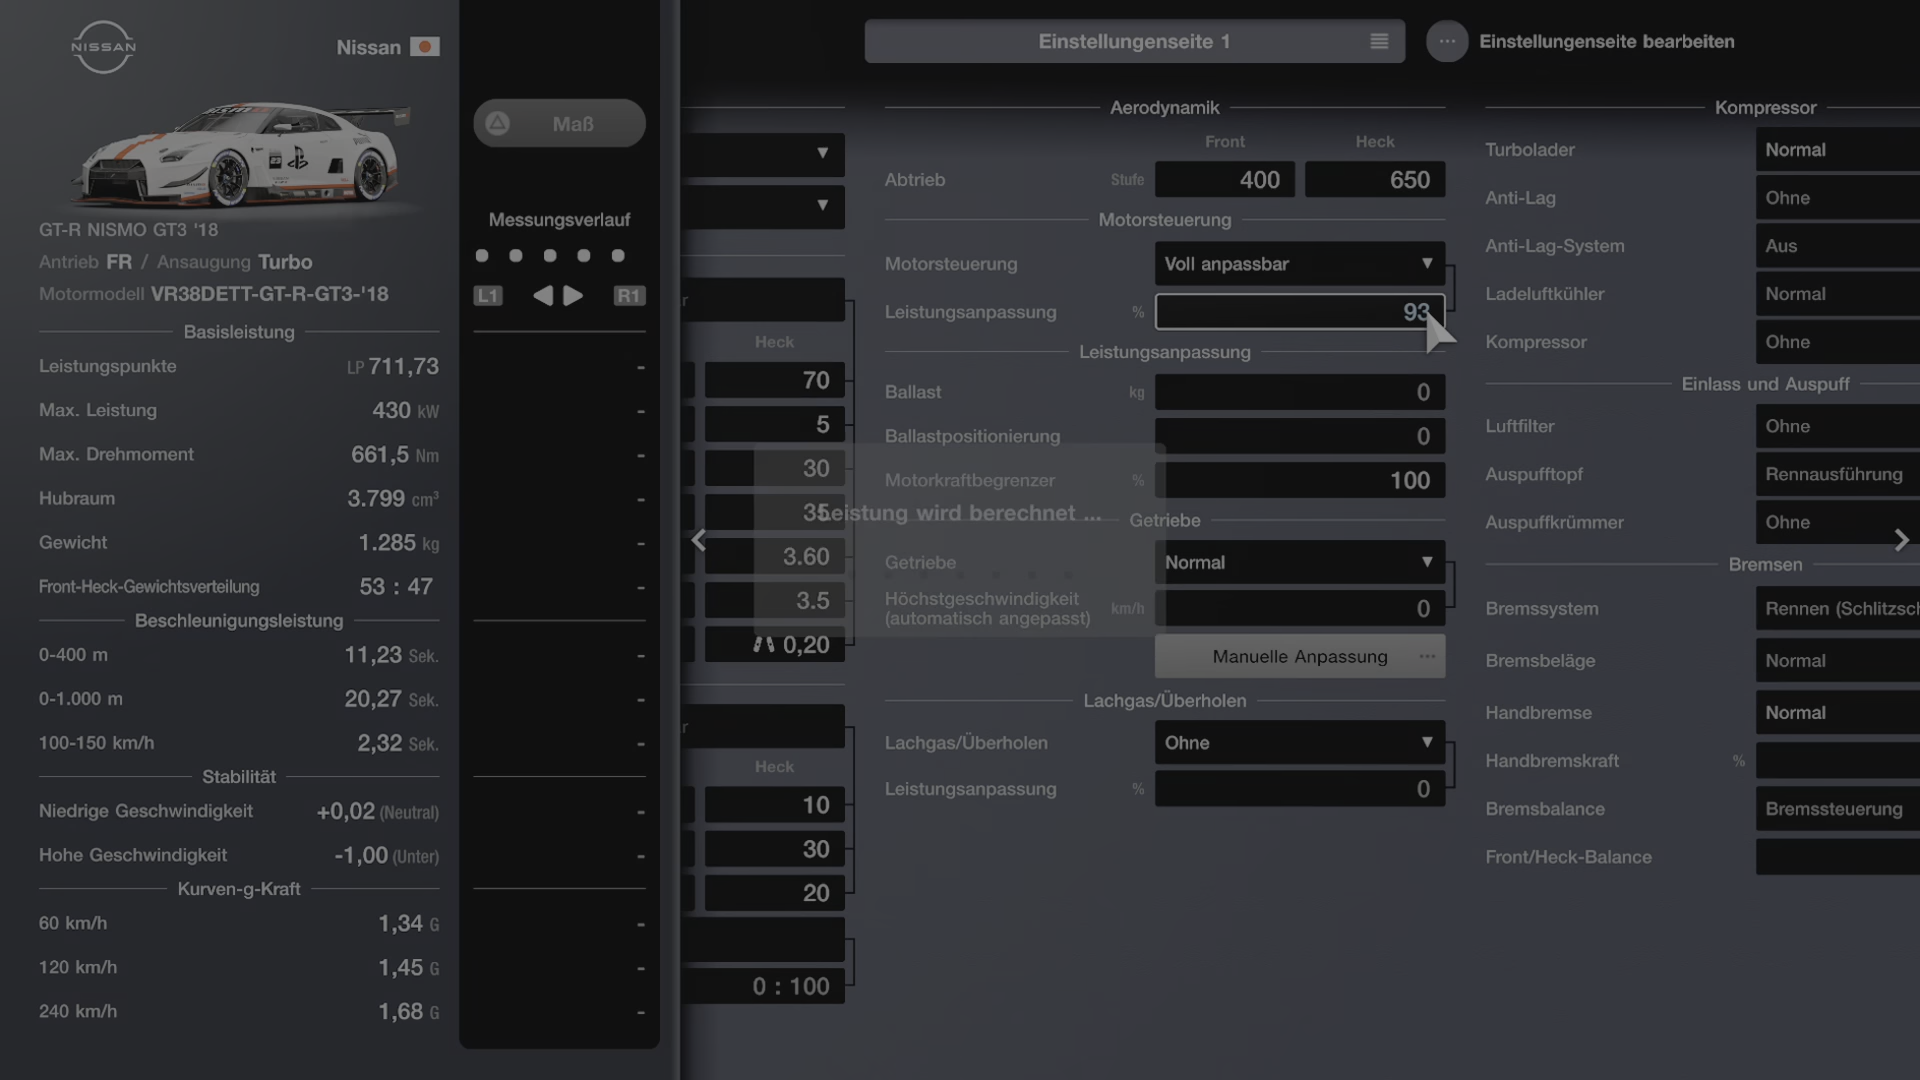 NISSAN
Nissan
GT-R NISMO GT3 '18
Antrieb FR / Ansaugung Turbo
Motormodell VR38DETT-GT-R-GT3-'18
Basisleistung
Leistungspunkte LP 711,73
Max. Leistung 430 kW
Max. Drehmoment 661,5 Nm
Hubraum 3.799 cm³
Gewicht 1.285 kg
Front-Heck-Gewichtsverteilung 53 : 47
Beschleunigungsleistung
0-400 m 11,23 Sek.
0-1.000 m 20,27 Sek.
100-150 km/h 2,32 Sek.
Stabilität
Niedrige Geschwindigkeit +0,02 (Neutral)
Hohe Geschwindigkeit -1,00 (Unter)
Kurven-g-Kraft
60 km/h 1,34 G
120 km/h 1,45 G
240 km/h 1,68 G
Maß
Messungsverlauf
L1 R1
-
-
-
-
-
-
-
-
-
-
-
-
-
-
Einstellungenseite 1
Einstellungenseite bearbeiten
r
Heck
70
5
30
35
3.60
3.5
0,20
r
Heck
10
30
20
0 : 100
Leistung wird berechnet ...
Aerodynamik
Front Heck
Abtrieb Stufe 400 650
Motorsteuerung
Motorsteuerung Voll anpassbar
Leistungsanpassung % 93
Leistungsanpassung
Ballast kg 0
Ballastpositionierung 0
Motorkraftbegrenzer % 100
Getriebe
Getriebe Normal
Höchstgeschwindigkeit
(automatisch angepasst) km/h 0
Manuelle Anpassung ...
Lachgas/Überholen
Lachgas/Überholen Ohne
Leistungsanpassung % 0
Kompressor
Turbolader Normal
Anti-Lag Ohne
Anti-Lag-System Aus
Ladeluftkühler Normal
Kompressor Ohne
Einlass und Auspuff
Luftfilter Ohne
Auspufftopf Rennausführung
Auspuffkrümmer Ohne
Bremsen
Bremssystem Rennen (Schlitzsch
Bremsbeläge Normal
Handbremse Normal
Handbremskraft %
Bremsbalance Bremssteuerung
Front/Heck-Balance